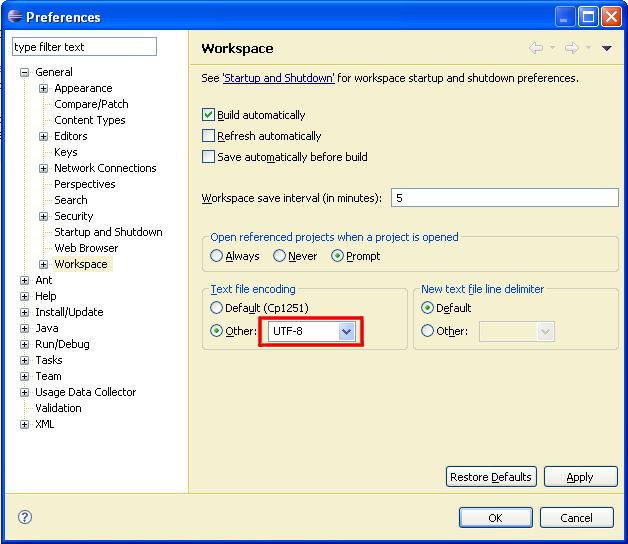 Preferences
type filter text
General
Appearance
Compare/Patch
Content Types
Editors
Keys
Network Connections
Perspectives
Search
Security
Startup and Shutdown
Web Browser
Workspace
Ant
Help
Install/Update
Java
Run/Debug
Tasks
Team
Usage Data Collector
Validation
XML
Workspace
See 'Startup and Shutdown' for workspace startup and shutdown preferences.
Build automatically
Refresh automatically
Save automatically before build
Workspace save interval (in minutes): 5
Open referenced projects when a project is opened
Always Never Prompt
Text file encoding
Default (Cp1251)
Other: UTF-8
New text file line delimiter
Default
Other:
Restore Defaults Apply
? OK Cancel